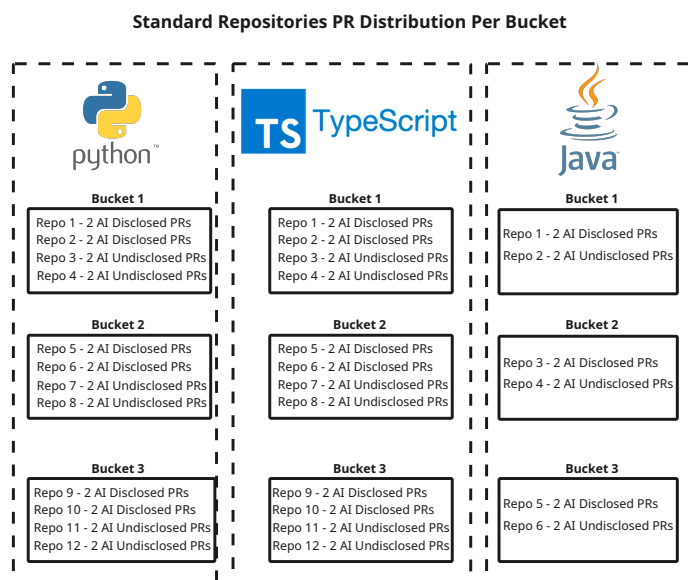 Standard Repositories PR Distribution Per Bucket
python™
Bucket 1
Repo 1 - 2 AI Disclosed PRs
Repo 2 - 2 AI Disclosed PRs
Repo 3 - 2 AI Undisclosed PRs
Repo 4 - 2 AI Undisclosed PRs
Bucket 2
Repo 5 - 2 AI Disclosed PRs
Repo 6 - 2 AI Disclosed PRs
Repo 7 - 2 AI Undisclosed PRs
Repo 8 - 2 AI Undisclosed PRs
Bucket 3
Repo 9 - 2 AI Disclosed PRs
Repo 10 - 2 AI Disclosed PRs
Repo 11 - 2 AI Undisclosed PRs
Repo 12 - 2 AI Undisclosed PRs
TS TypeScript
Bucket 1
Repo 1 - 2 AI Disclosed PRs
Repo 2 - 2 AI Disclosed PRs
Repo 3 - 2 AI Undisclosed PRs
Repo 4 - 2 AI Undisclosed PRs
Bucket 2
Repo 5 - 2 AI Disclosed PRs
Repo 6 - 2 AI Disclosed PRs
Repo 7 - 2 AI Undisclosed PRs
Repo 8 - 2 AI Undisclosed PRs
Bucket 3
Repo 9 - 2 AI Disclosed PRs
Repo 10 - 2 AI Disclosed PRs
Repo 11 - 2 AI Undisclosed PRs
Repo 12 - 2 AI Undisclosed PRs
Java™
Bucket 1
Repo 1 - 2 AI Disclosed PRs
Repo 2 - 2 AI Undisclosed PRs
Bucket 2
Repo 3 - 2 AI Disclosed PRs
Repo 4 - 2 AI Undisclosed PRs
Bucket 3
Repo 5 - 2 AI Disclosed PRs
Repo 6 - 2 AI Undisclosed PRs